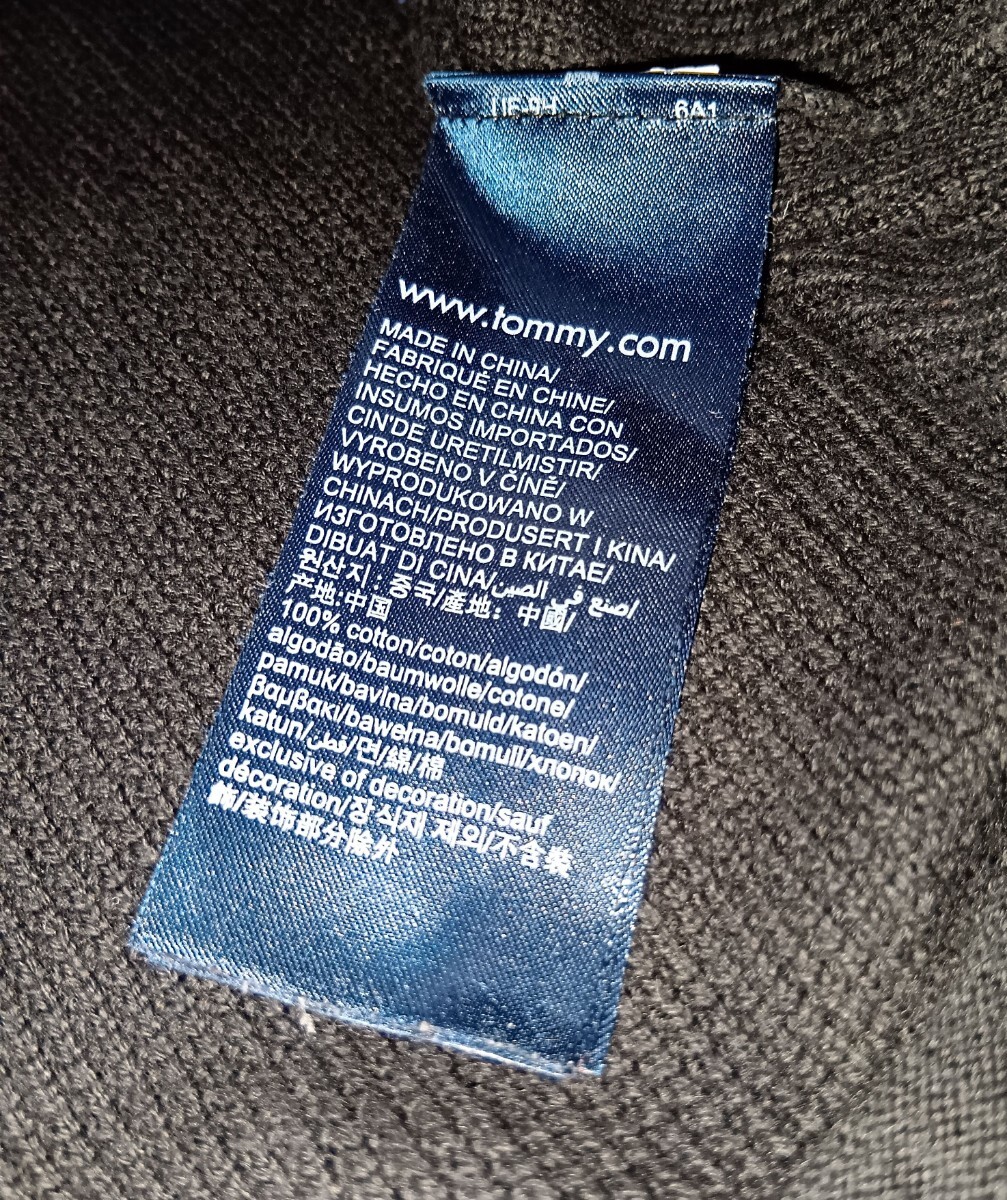 6A1
www.tommy.com
MADE IN CHINA/
FABRIQUÉ EN CHINE/
HECHO EN CHINA CON
INSUMOS IMPORTADOS/
CIN'DE URETILMISTIR/
VYROBENO V ČÍNĚ/
WYPRODUKOWANO W
CHINACH/PRODUSERT I KINA/
ИЗГОТОВЛЕНО В КИТАЕ/
DIBUAT DI CINA/صنع في الصين/
원산지: 중국/產地: 中國/
产地:中国
100% cotton/coton/algodón/
algodão/baumwolle/cotone/
pamuk/bavlna/bomuld/katoen/
βαμβακι/bawełna/bomull/хлопок/
katun/قطن/면/綿/棉
exclusive of decoration/sauf
décoration/장식재 제외/不含裝
飾/装饰部分除外